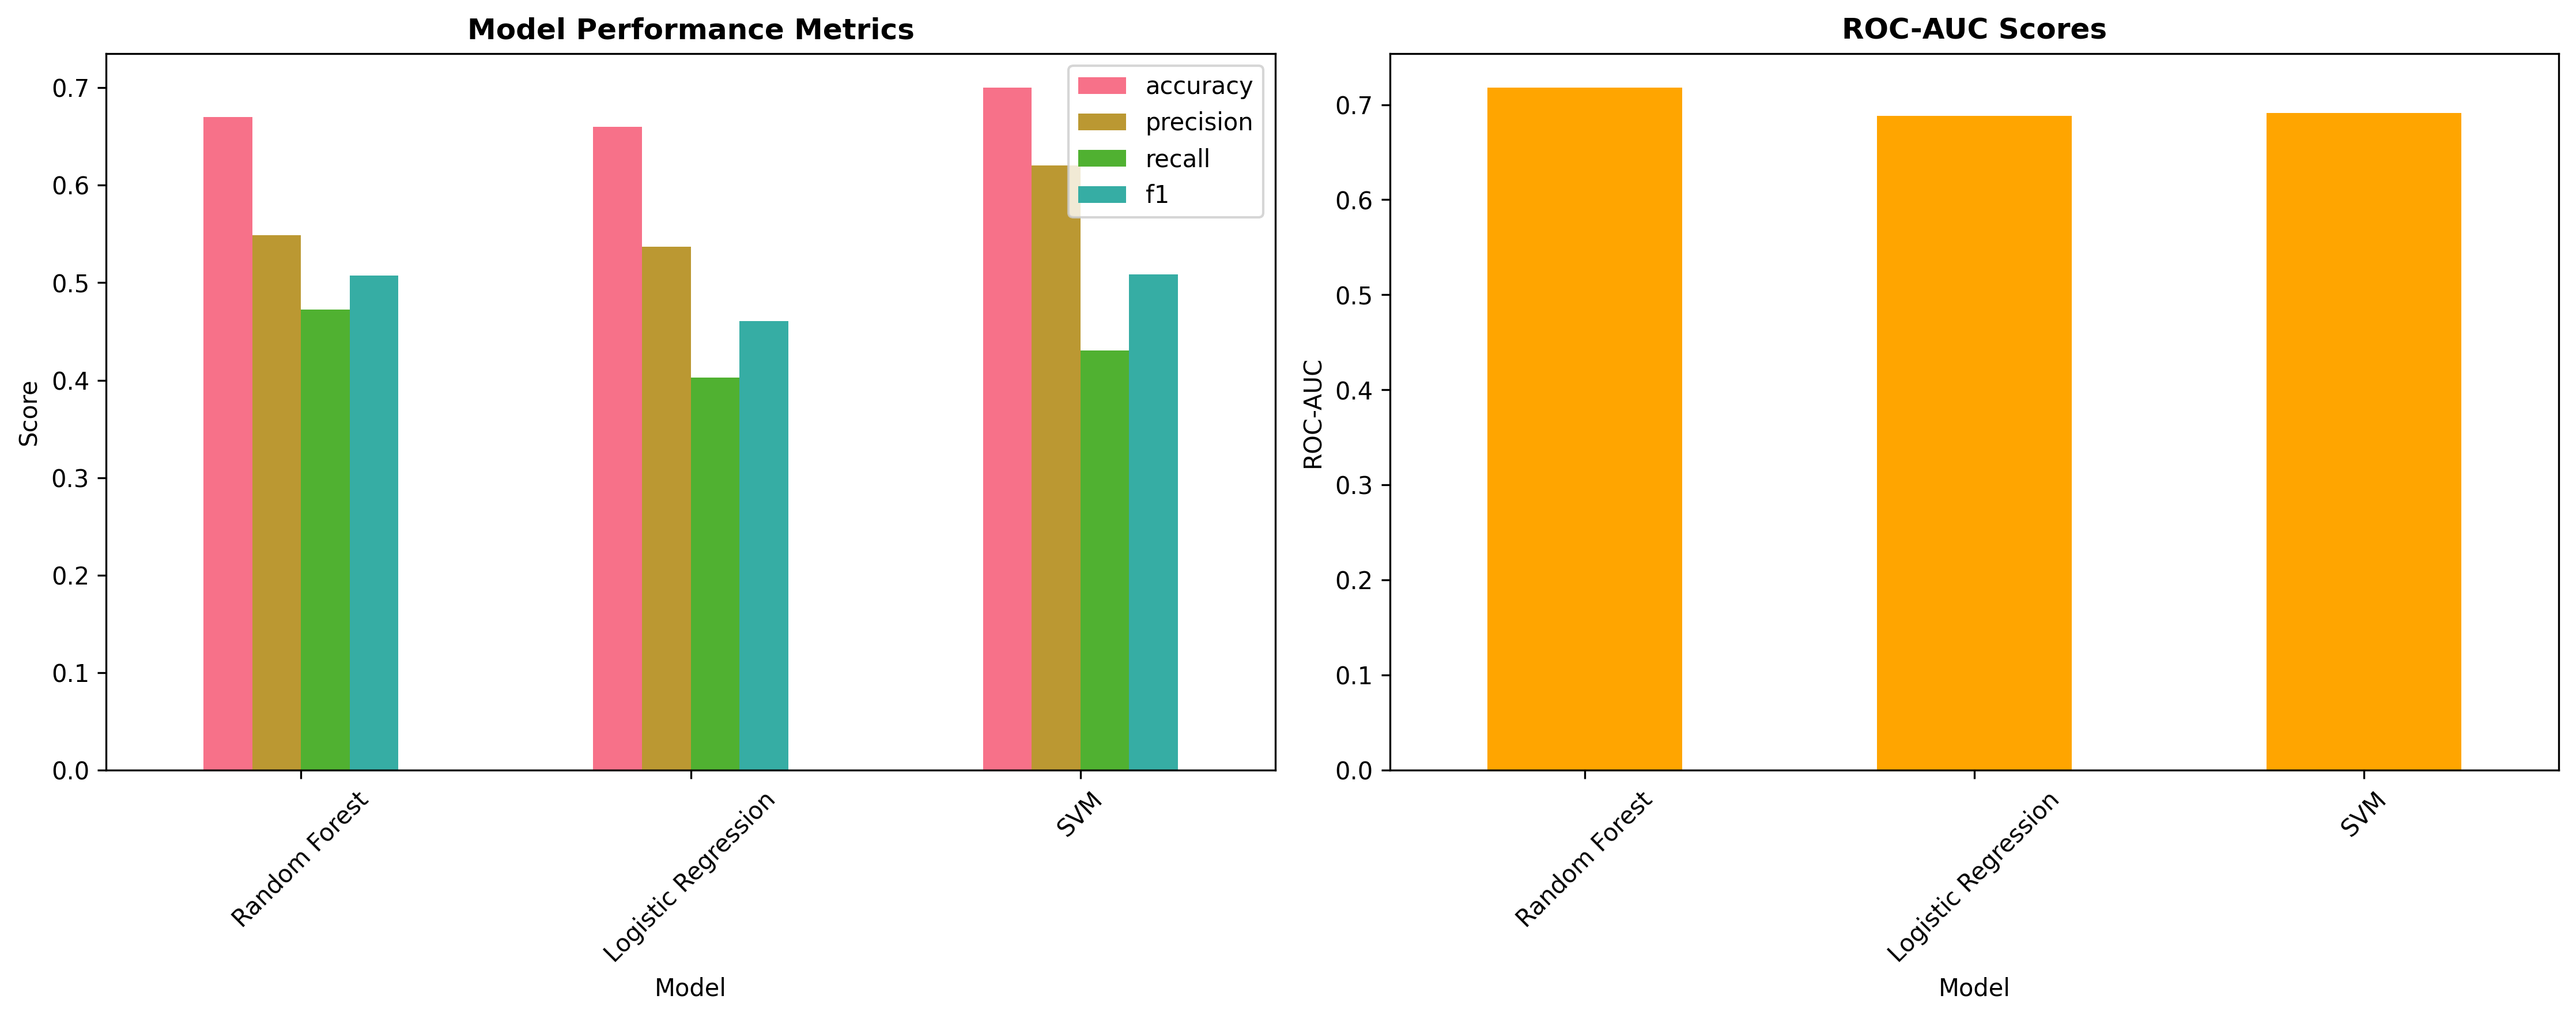 Model Performance Metrics
0.7
0.6
0.5
0.4
0.3
0.2
0.1
0.0
Score
accuracy
precision
recall
f1
Random Forest
Logistic Regression
SVM
Model
ROC-AUC Scores
0.7
0.6
0.5
0.4
0.3
0.2
0.1
0.0
ROC-AUC
Random Forest
Logistic Regression
SVM
Model